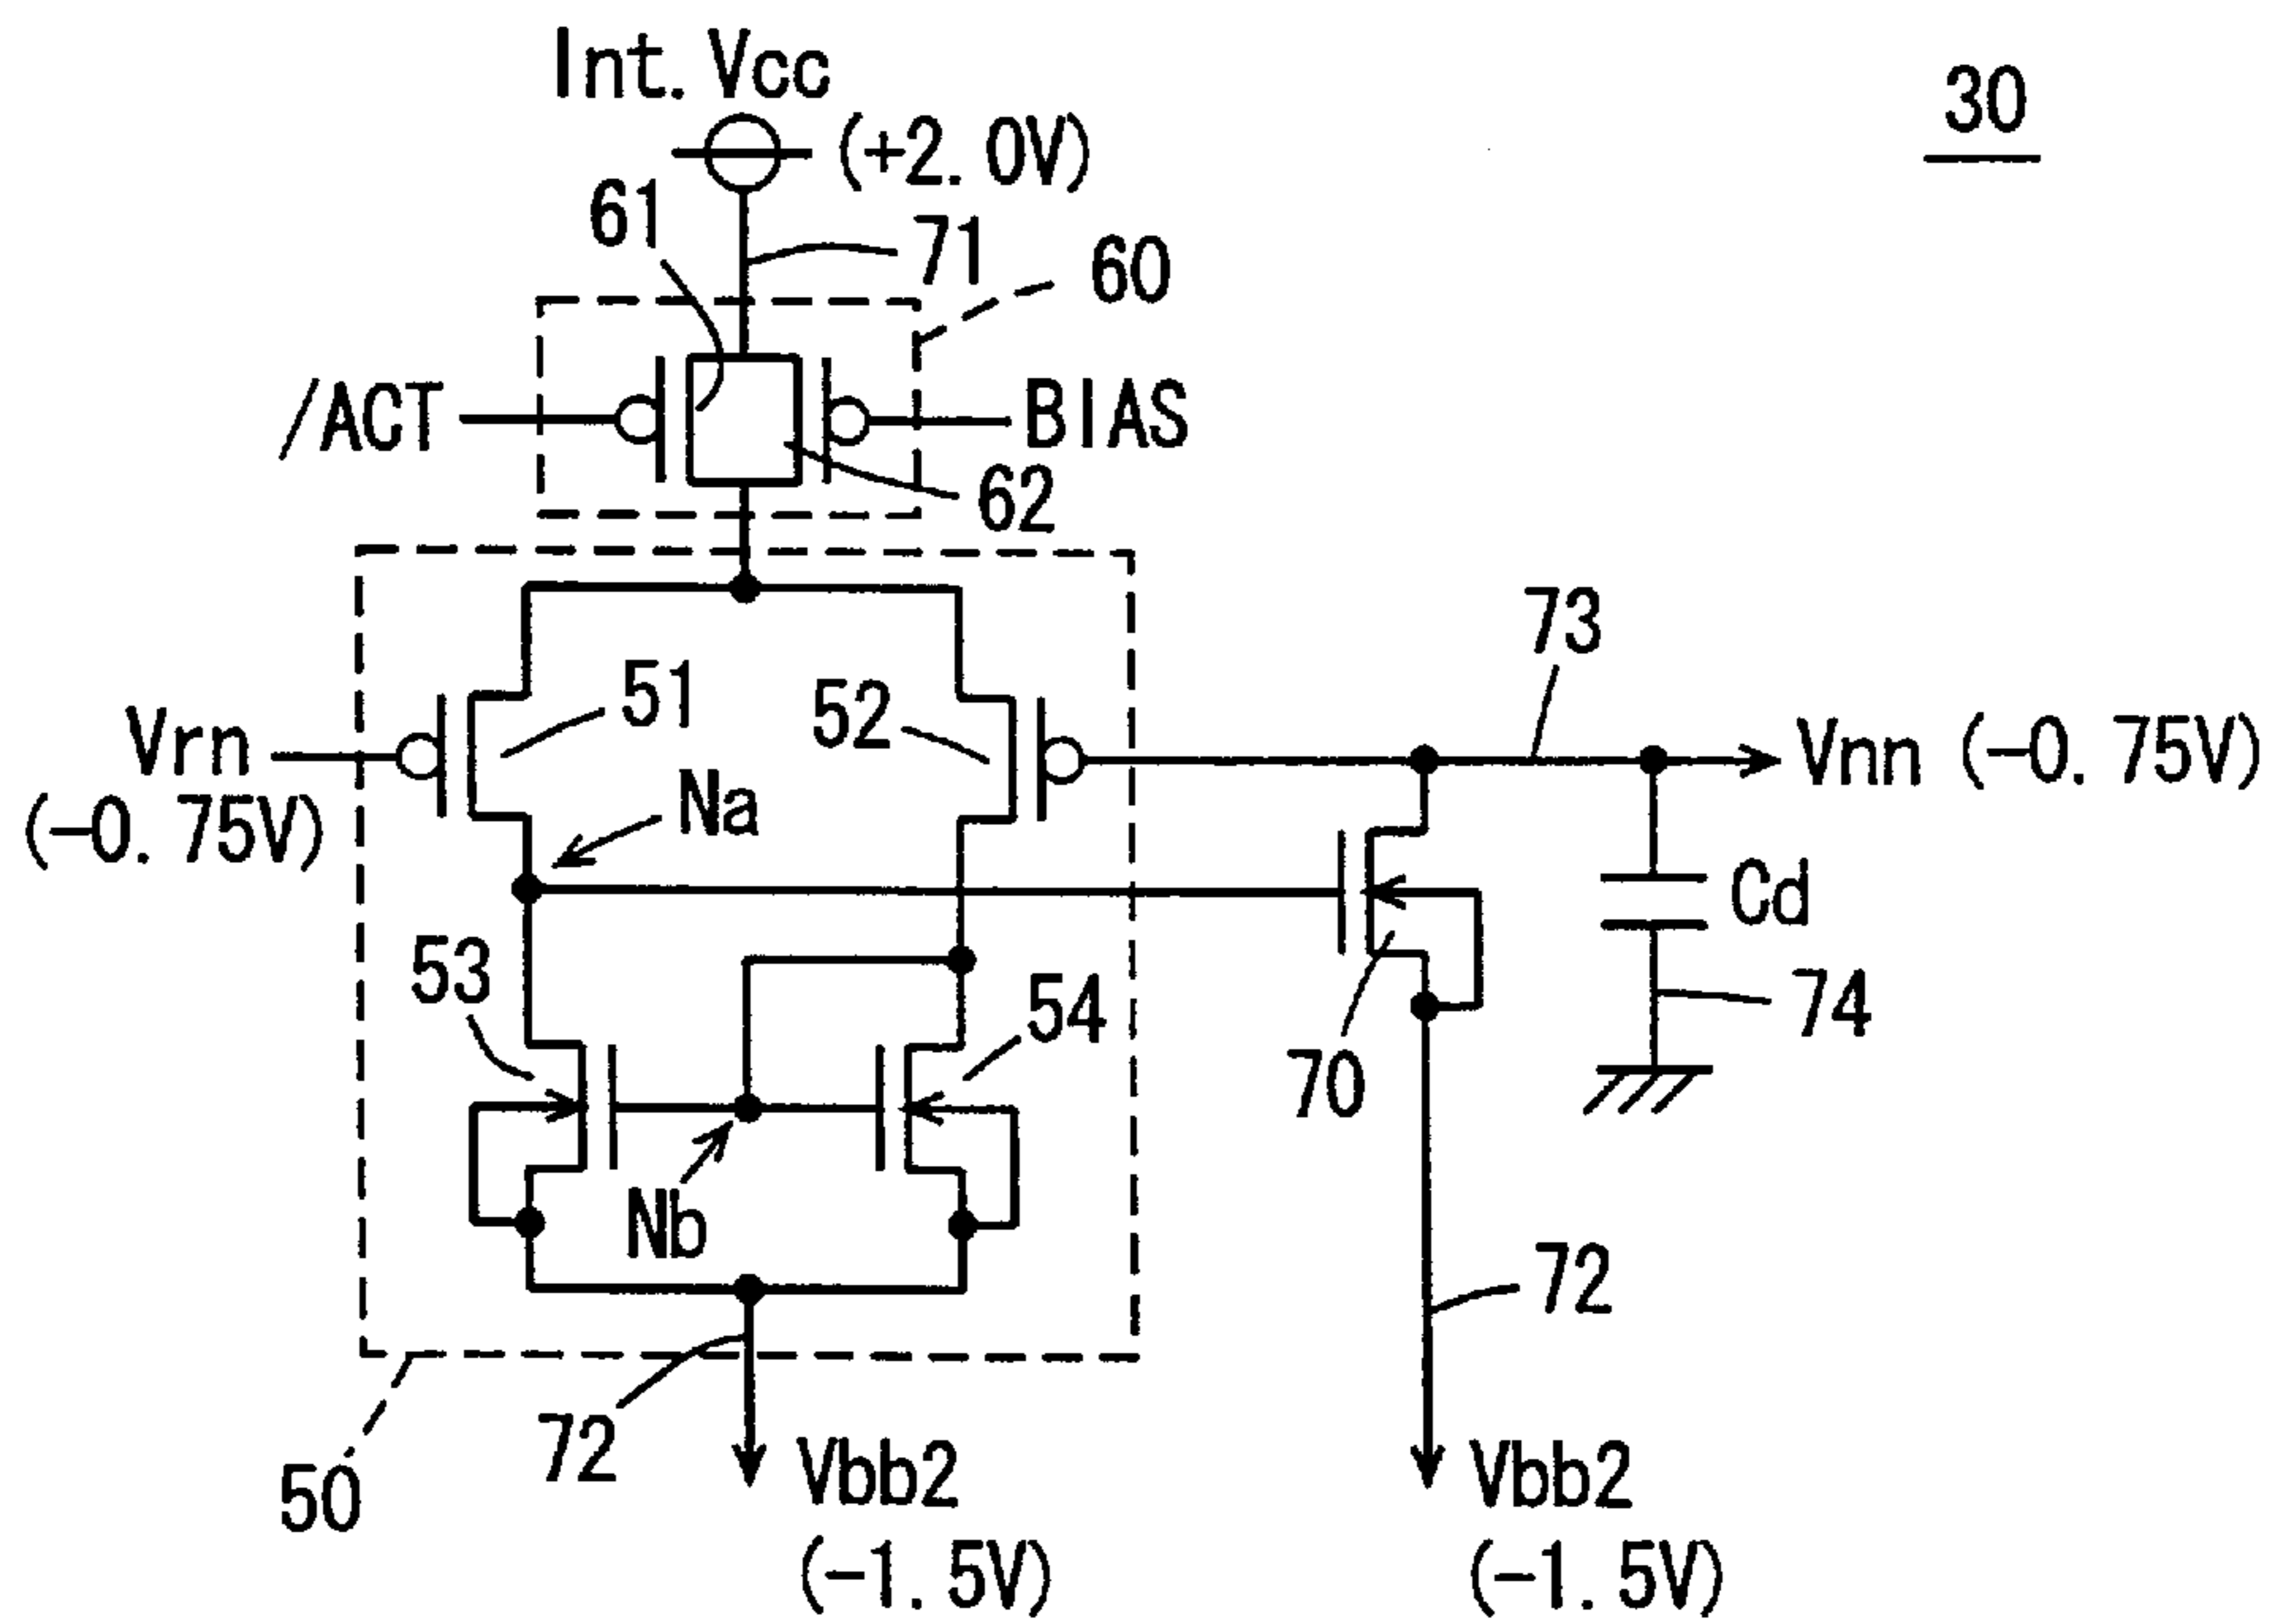 Int. Vcc
(+2. 0V)
30
61
71
60
/ACT
BIAS
62
73
51
52
Vrn
(-0. 75V)
Na
Vnn (-0. 75V)
Cd
53
54
74
70
Nb
72
72
50
Vbb2
(-1. 5V)
Vbb2
(-1. 5V)